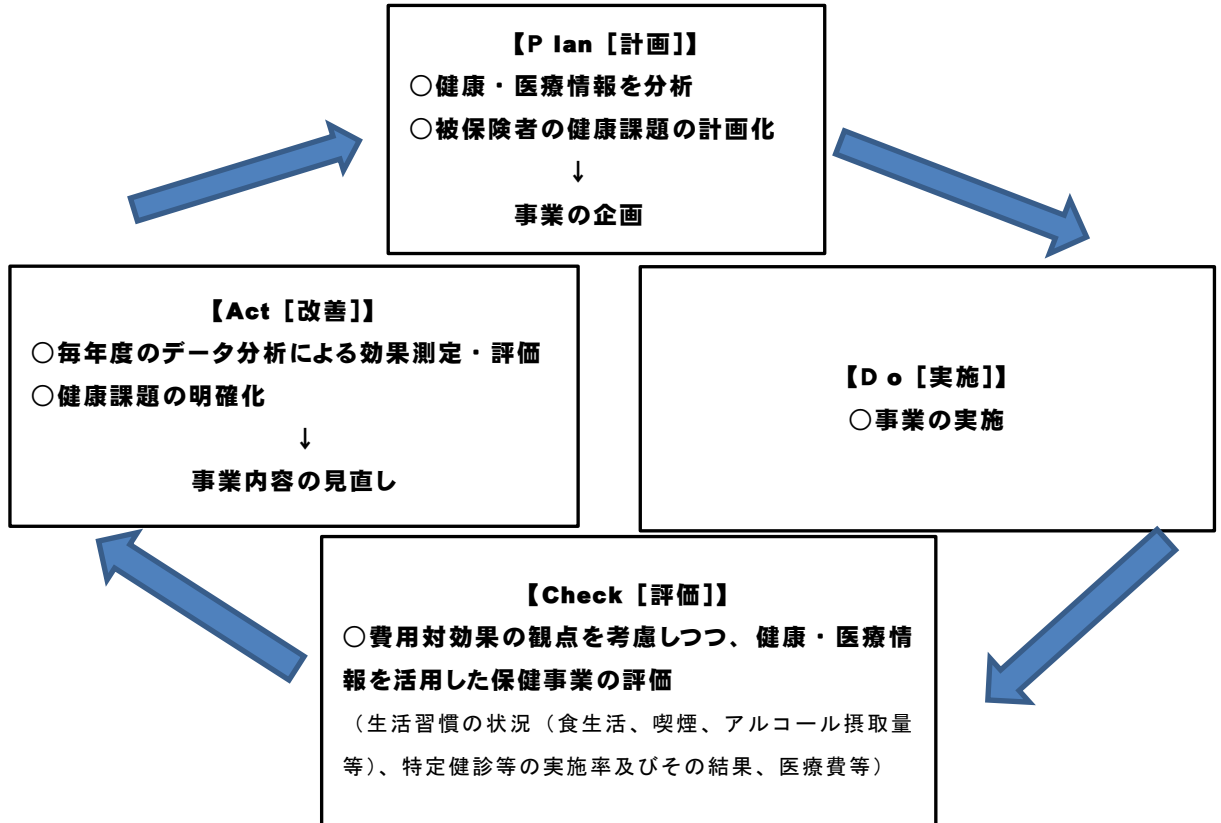 【P lan [計画]】
○健康・医療情報を分析
○被保険者の健康課題の計画化
↓
事業の企画
【D o [実施]】
○事業の実施
【Check [評価]】
○費用対効果の観点を考慮しつつ、健康・医療情
報を活用した保健事業の評価
（生活習慣の状況（食生活、喫煙、アルコール摂取量
等）、特定健診等の実施率及びその結果、医療費等）
【Act [改善]】
○毎年度のデータ分析による効果測定・評価
○健康課題の明確化
↓
事業内容の見直し